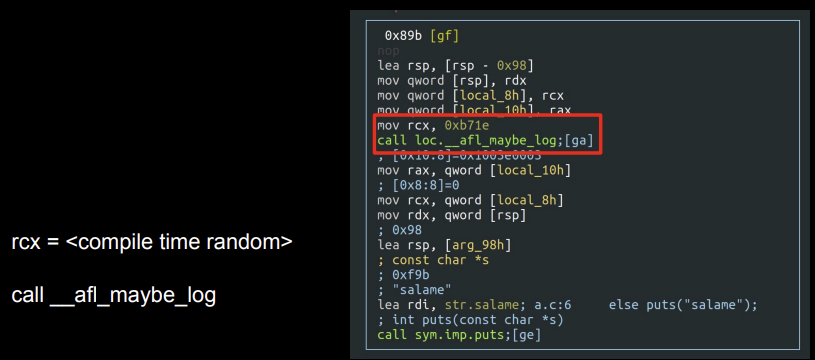 rcx = <compile time random>
call __afl_maybe_log
0x89b [gf]
nop
lea rsp, [rsp - 0x98]
mov qword [rsp], rdx
mov qword [local_8h], rcx
mov qword [local_10h], rax
mov rcx, 0xb71e
call loc.__afl_maybe_log;[ga]
; [0x10:8]=0x1003e0003
mov rax, qword [local_10h]
; [0x8:8]=0
mov rcx, qword [local_8h]
mov rdx, qword [rsp]
; 0x98
lea rsp, [arg_98h]
; const char *s
; 0xf9b
; "salame"
lea rdi, str.salame; a.c:6     else puts("salame");
; int puts(const char *s)
call sym.imp.puts;[ge]